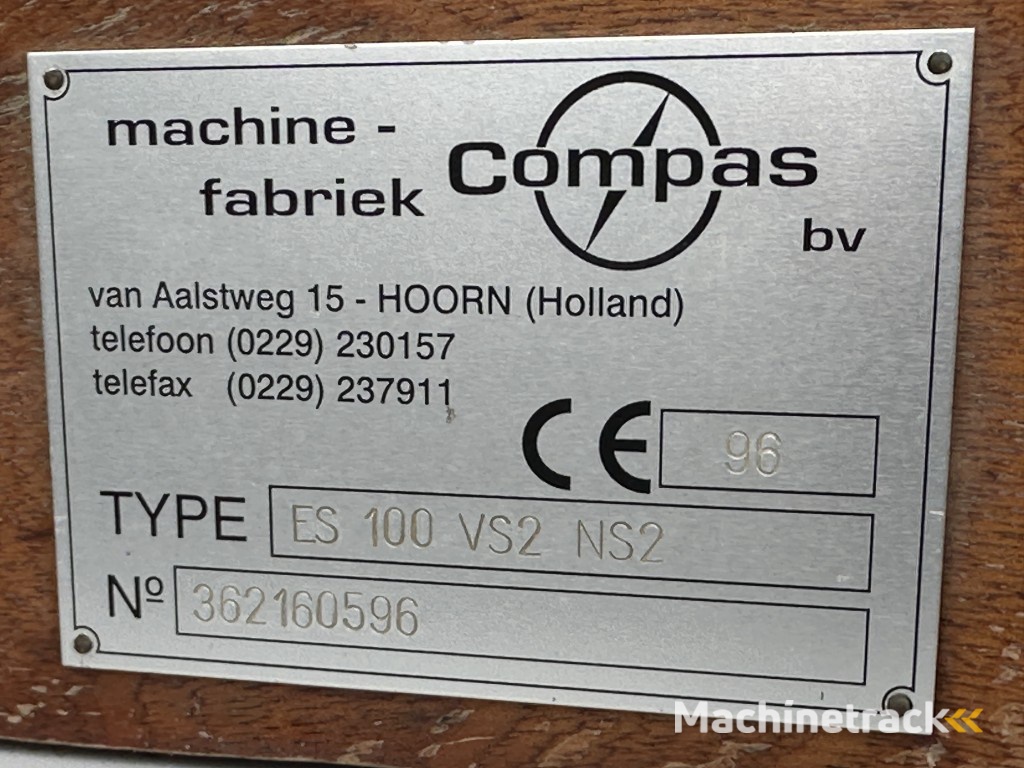 machine -
fabriek
Compas
bv
van Aalstweg 15 - HOORN (Holland)
telefoon (0229) 230157
telefax (0229) 237911
CE 96
TYPE ES 100 VS2 NS2
Nº 362160596
Machinetrack